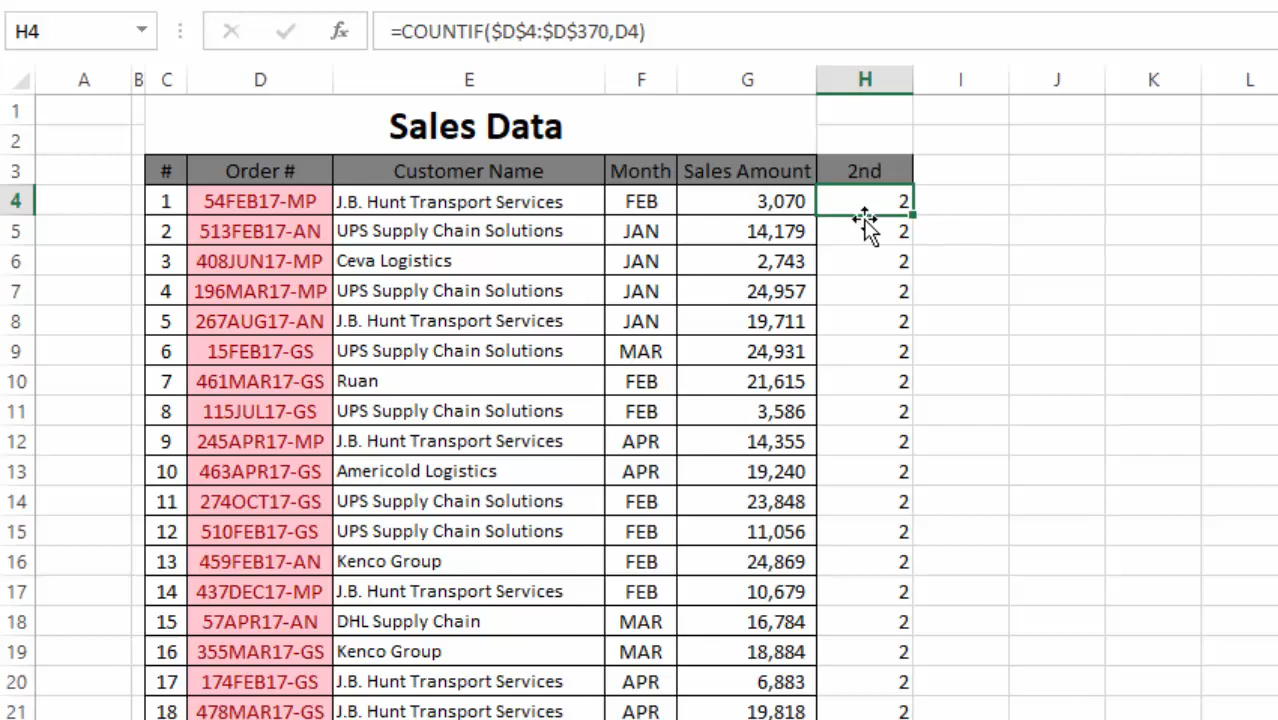 H4 fx =COUNTIF($D$4:$D$370,D4)
A B C D E F G H I J K L
1
Sales Data
2
3 # Order # Customer Name Month Sales Amount 2nd
4 1 54FEB17-MP J.B. Hunt Transport Services FEB 3,070 2
5 2 513FEB17-AN UPS Supply Chain Solutions JAN 14,179 2
6 3 408JUN17-MP Ceva Logistics JAN 2,743 2
7 4 196MAR17-MP UPS Supply Chain Solutions JAN 24,957 2
8 5 267AUG17-AN J.B. Hunt Transport Services JAN 19,711 2
9 6 15FEB17-GS UPS Supply Chain Solutions MAR 24,931 2
10 7 461MAR17-GS Ruan FEB 21,615 2
11 8 115JUL17-GS UPS Supply Chain Solutions FEB 3,586 2
12 9 245APR17-MP J.B. Hunt Transport Services APR 14,355 2
13 10 463APR17-GS Americold Logistics APR 19,240 2
14 11 274OCT17-GS UPS Supply Chain Solutions FEB 23,848 2
15 12 510FEB17-GS UPS Supply Chain Solutions FEB 11,056 2
16 13 459FEB17-AN Kenco Group FEB 24,869 2
17 14 437DEC17-MP J.B. Hunt Transport Services FEB 10,679 2
18 15 57APR17-AN DHL Supply Chain MAR 16,784 2
19 16 355MAR17-GS Kenco Group MAR 18,884 2
20 17 174FEB17-GS J.B. Hunt Transport Services APR 6,883 2
21 18 478MAR17-GS J.B. Hunt Transport Services APR 19,818 2